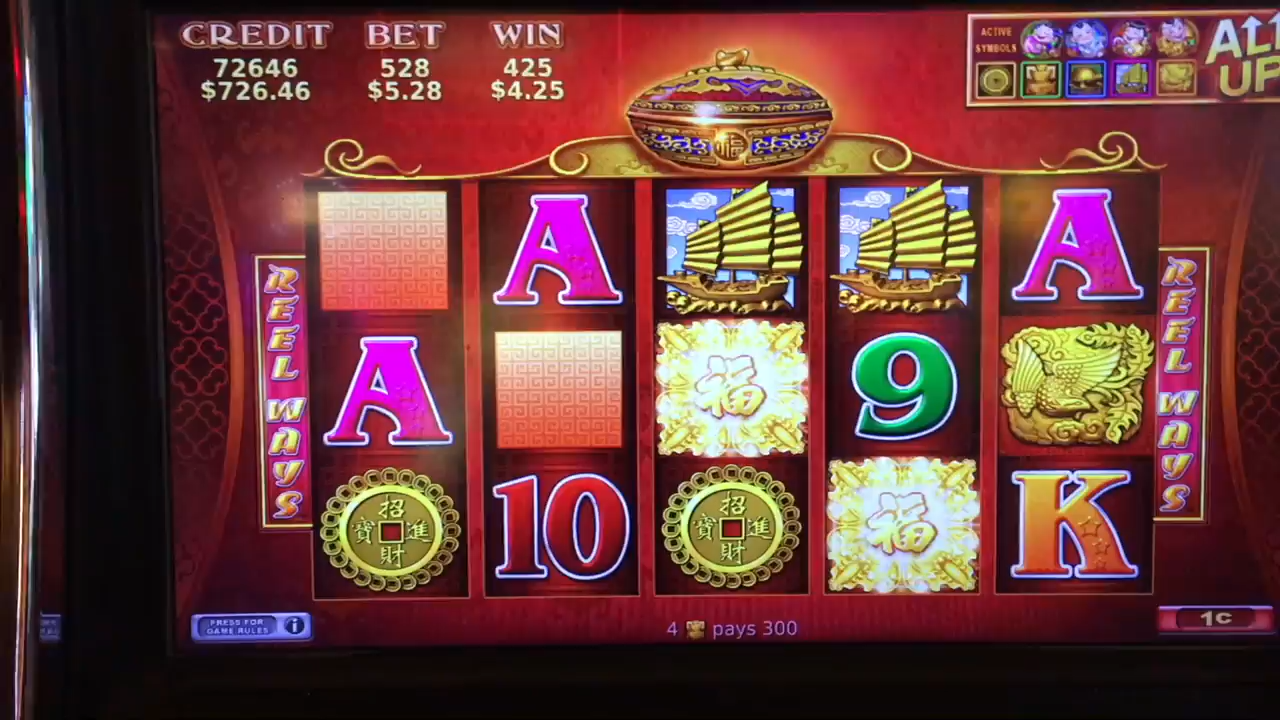 CREDIT BET WIN
72646 528 425
$726.46 $5.28 $4.25
ACTIVE
SYMBOLS
ALL
UP
福
REEL WAYS
REEL WAYS
A
A
A
福
9
招
寶 進
財
10
招
寶 進
財
福
K
PRESS FOR
GAME RULES i
4 pays 300
1¢